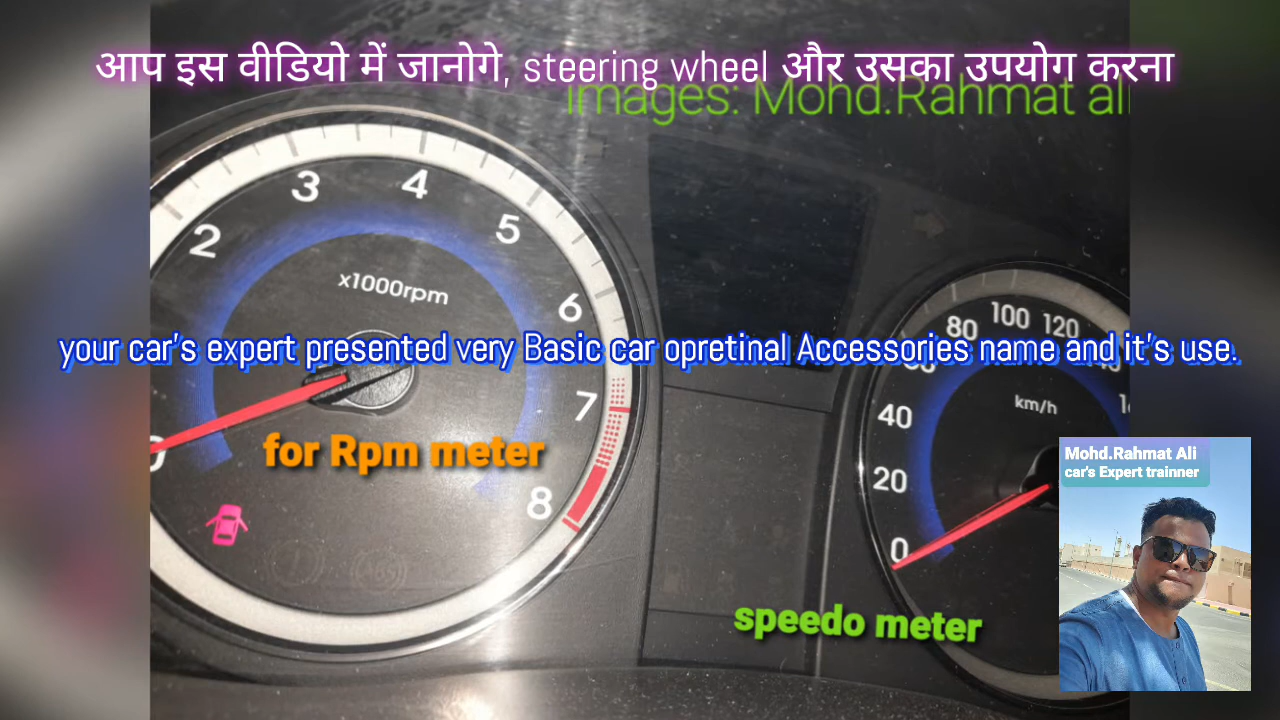 आप इस वीडियो में जानोगे, steering wheel और उसका उपयोग करना
images: Mohd.Rahmat ali
3 4
2 5
x1000rpm
6
100
80 120
your car's expert presented very Basic car opretinal Accessories name and it's use.
km/h
7 40
for Rpm meter
Mohd.Rahmat Ali
car's Expert trainner
0
20
8
0
speedo meter